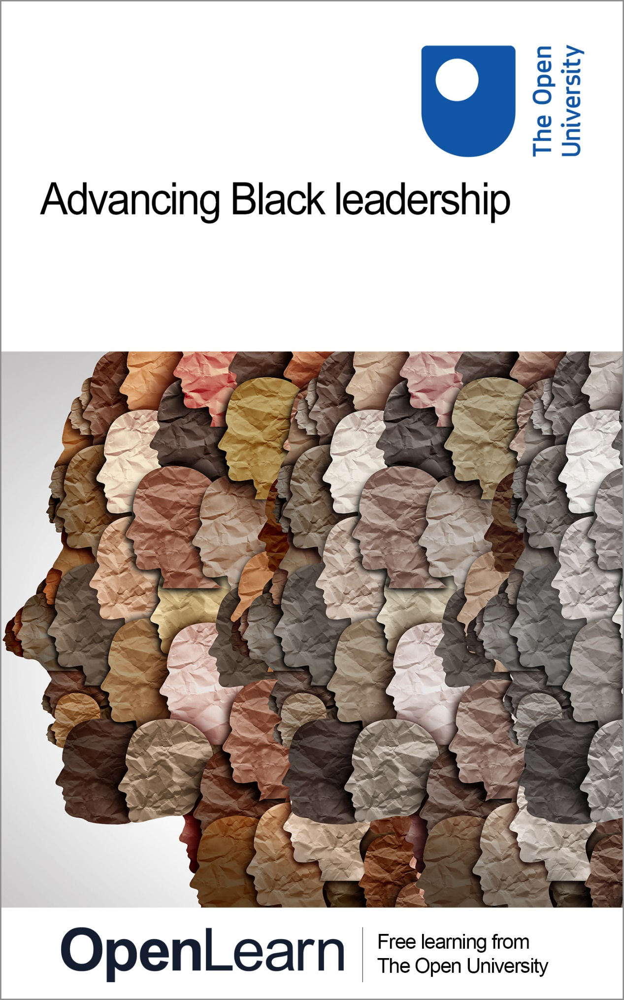 The Open
University
Advancing Black leadership
OpenLearn
Free learning from
The Open University